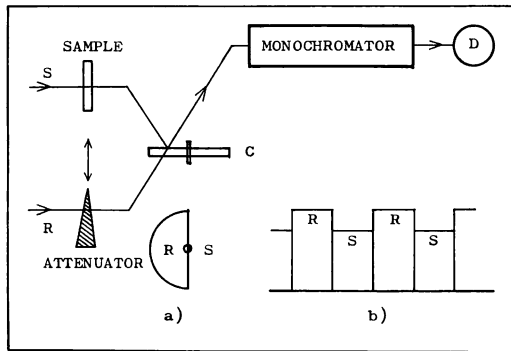 SAMPLE
MONOCHROMATOR
D
S
C
R
ATTENUATOR
R S
R R
S S
a)
b)